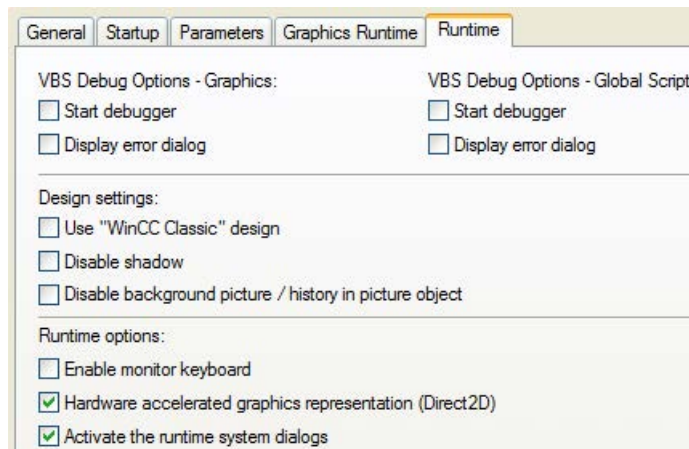 General Startup Parameters Graphics Runtime Runtime
VBS Debug Options - Graphics: VBS Debug Options - Global Script
Start debugger Start debugger
Display error dialog Display error dialog
Design settings:
Use "WinCC Classic" design
Disable shadow
Disable background picture / history in picture object
Runtime options:
Enable monitor keyboard
Hardware accelerated graphics representation (Direct2D)
Activate the runtime system dialogs